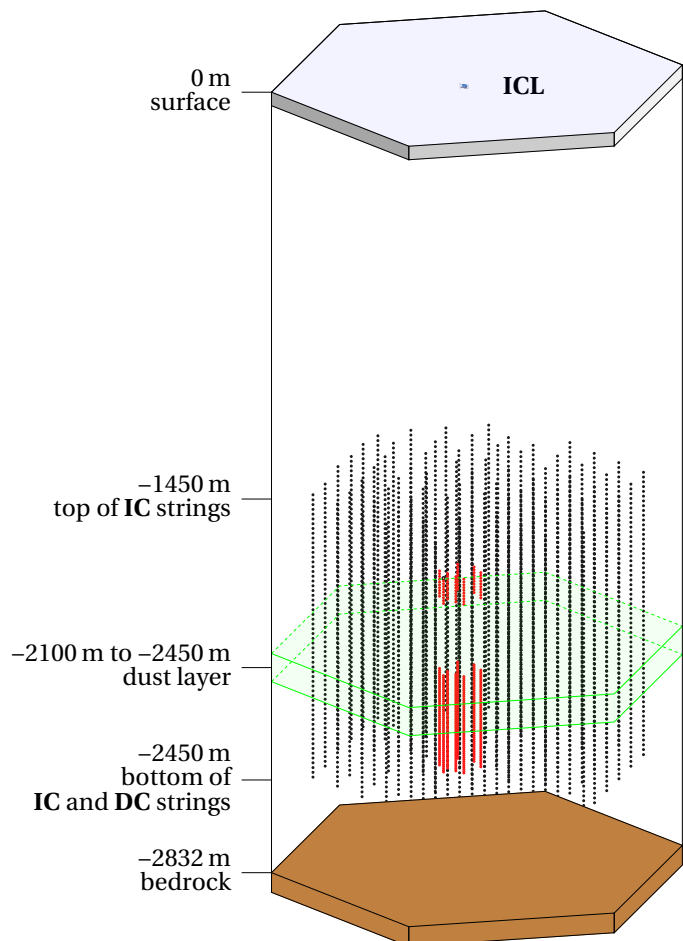 0 m
surface
ICL
−1450 m
top of IC strings
−2100 m to −2450 m
dust layer
−2450 m
bottom of
IC and DC strings
−2832 m
bedrock